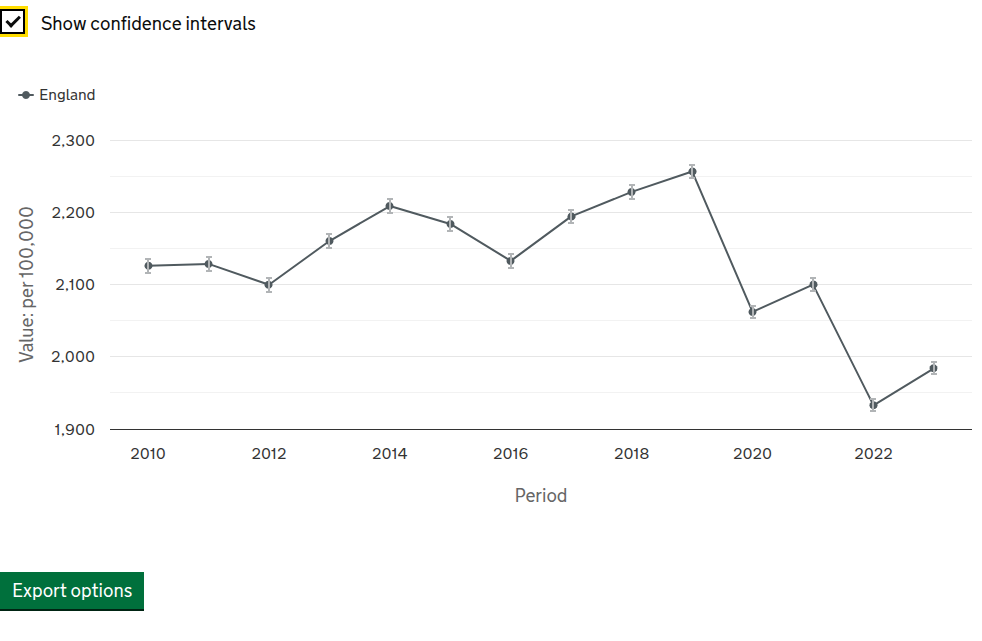 Show confidence intervals
England
2,300
2,200
2,100
2,000
1,900
Value: per 100,000
2010 2012 2014 2016 2018 2020 2022
Period
Export options